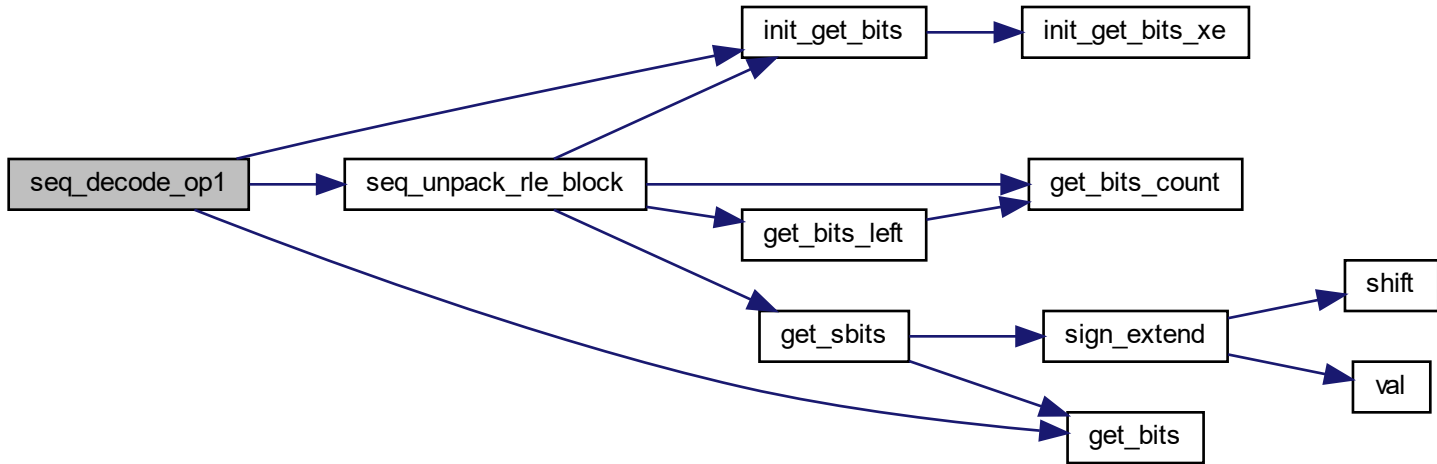 init_get_bits
init_get_bits_xe
seq_decode_op1
seq_unpack_rle_block
get_bits_count
get_bits_left
shift
get_sbits
sign_extend
val
get_bits